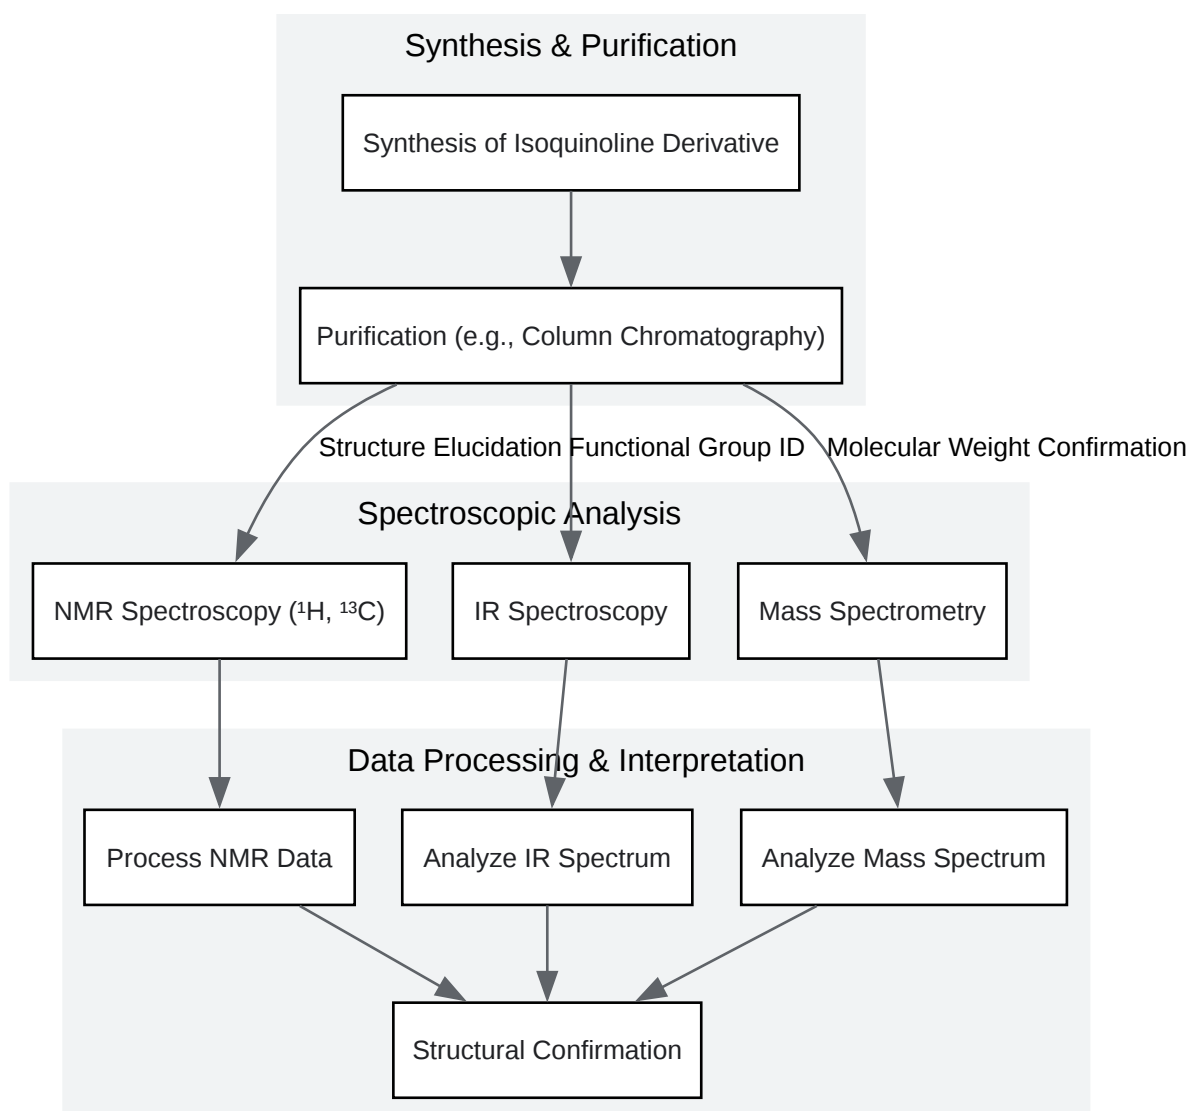 Synthesis & Purification
Synthesis of Isoquinoline Derivative
Purification (e.g., Column Chromatography)
Structure Elucidation
Functional Group ID
Molecular Weight Confirmation
Spectroscopic Analysis
NMR Spectroscopy (¹H, ¹³C)
IR Spectroscopy
Mass Spectrometry
Data Processing & Interpretation
Process NMR Data
Analyze IR Spectrum
Analyze Mass Spectrum
Structural Confirmation